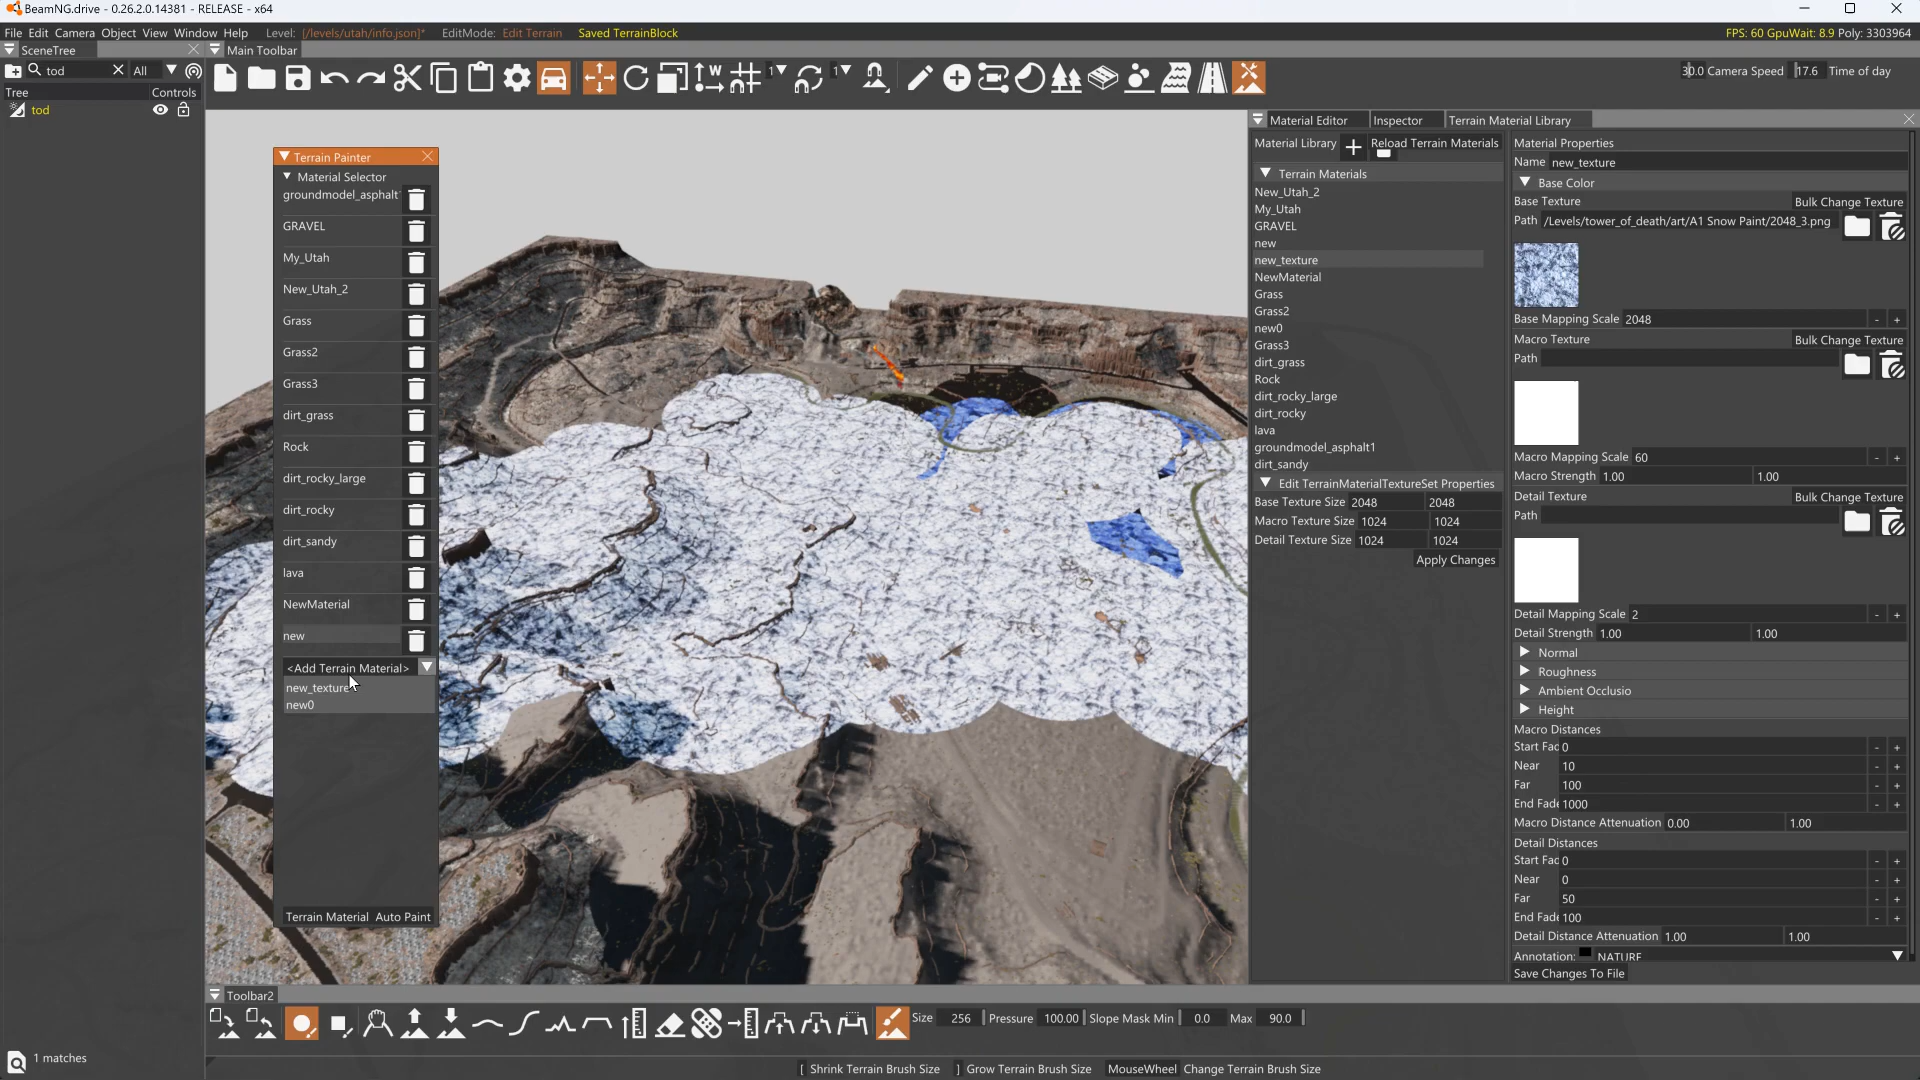 BeamNG.drive - 0.26.2.0.14381 - RELEASE - x64
File Edit Camera Object View Window Help Level: [/levels/utah/info.json]* EditMode: Edit Terrain Saved TerrainBlock FPS: 60 GpuWait: 8.9 Poly: 3303964
SceneTree
Main Toolbar
tod All
1 1
30.0 Camera Speed 17.6 Time of day
Tree Controls
tod
Terrain Painter
Material Selector
groundmodel_asphalt
GRAVEL
My_Utah
New_Utah_2
Grass
Grass2
Grass3
dirt_grass
Rock
dirt_rocky_large
dirt_rocky
dirt_sandy
lava
NewMaterial
new
<Add Terrain Material>
new_texture
new0
Terrain Material Auto Paint
Material Editor Inspector Terrain Material Library
Material Library Reload Terrain Materials
Terrain Materials
New_Utah_2
My_Utah
GRAVEL
new
new_texture
NewMaterial
Grass
Grass2
new0
Grass3
dirt_grass
Rock
dirt_rocky_large
dirt_rocky
lava
groundmodel_asphalt1
dirt_sandy
Edit TerrainMaterialTextureSet Properties
Base Texture Size 2048 2048
Macro Texture Size 1024 1024
Detail Texture Size 1024 1024
Apply Changes
Material Properties
Name new_texture
Base Color
Base Texture Bulk Change Texture
Path /Levels/tower_of_death/art/A1 Snow Paint/2048_3.png
Base Mapping Scale 2048 - +
Macro Texture Bulk Change Texture
Path
Macro Mapping Scale 60 - +
Macro Strength 1.00 1.00
Detail Texture Bulk Change Texture
Path
Detail Mapping Scale 2 - +
Detail Strength 1.00 1.00
Normal
Roughness
Ambient Occlusio
Height
Macro Distances
Start Fad 0 - +
Near 10 - +
Far 100 - +
End Fade 1000 - +
Macro Distance Attenuation 0.00 1.00
Detail Distances
Start Fad 0 - +
Near 0 - +
Far 50 - +
End Fade 100 - +
Detail Distance Attenuation 1.00 1.00
Annotation: NATURE
Save Changes To File
Toolbar2
Size 256 Pressure 100.00 Slope Mask Min 0.0 Max 90.0
1 matches
[ Shrink Terrain Brush Size ] Grow Terrain Brush Size MouseWheel Change Terrain Brush Size